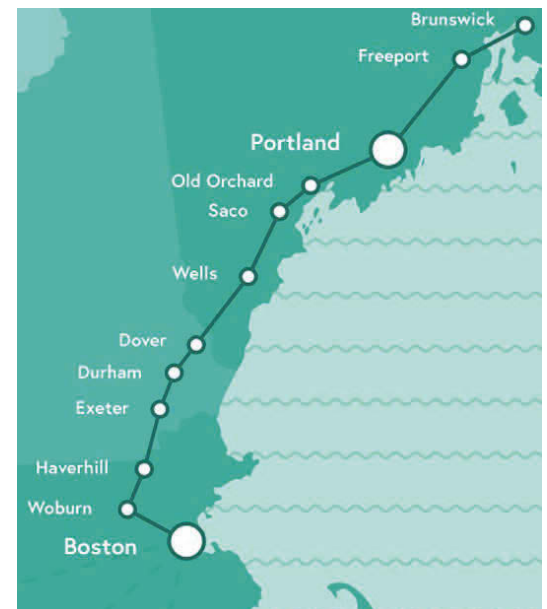 Brunswick
Freeport
Portland
Old Orchard
Saco
Wells
Dover
Durham
Exeter
Haverhill
Woburn
Boston